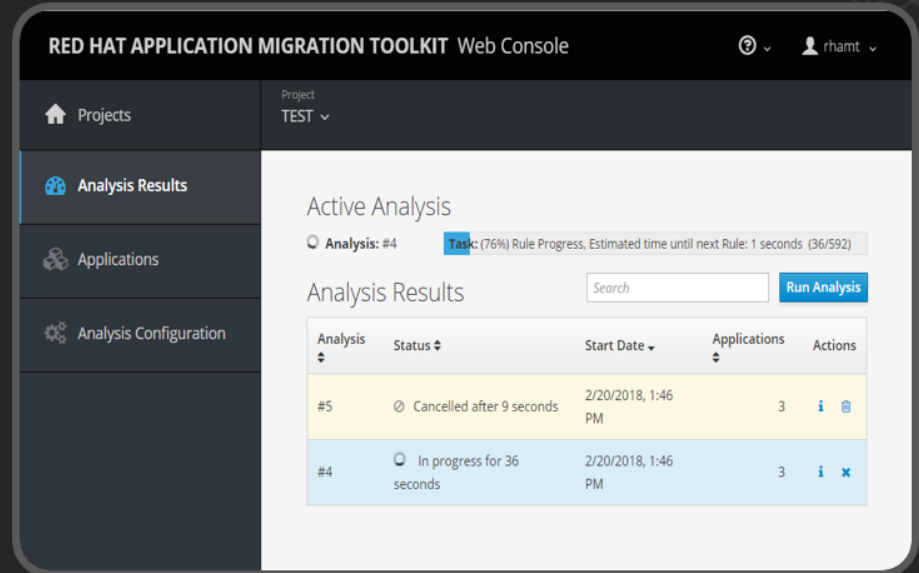 RED HAT APPLICATION MIGRATION TOOLKIT Web Console
rhamt
Projects
Project
TEST
Analysis Results
Applications
Analysis Configuration
Active Analysis
Analysis: #4
Task: (76%) Rule Progress, Estimated time until next Rule: 1 seconds (36/592)
Analysis Results
Search
Run Analysis
Analysis Status Start Date Applications Actions
#5 Cancelled after 9 seconds 2/20/2018, 1:46
PM 3
#4 In progress for 36
seconds 2/20/2018, 1:46
PM 3